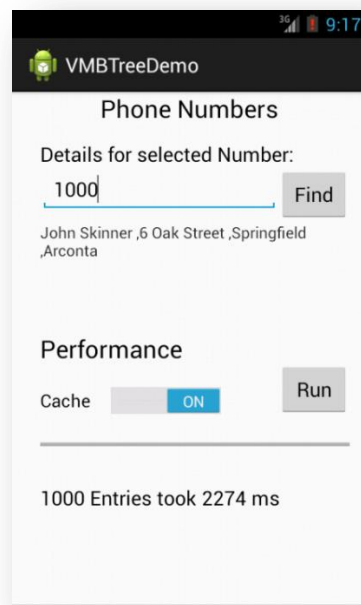 3G 9:17
VMBTreeDemo
Phone Numbers
Details for selected Number:
1000
Find
John Skinner ,6 Oak Street ,Springfield
,Arconta
Performance
Cache ON
Run
1000 Entries took 2274 ms